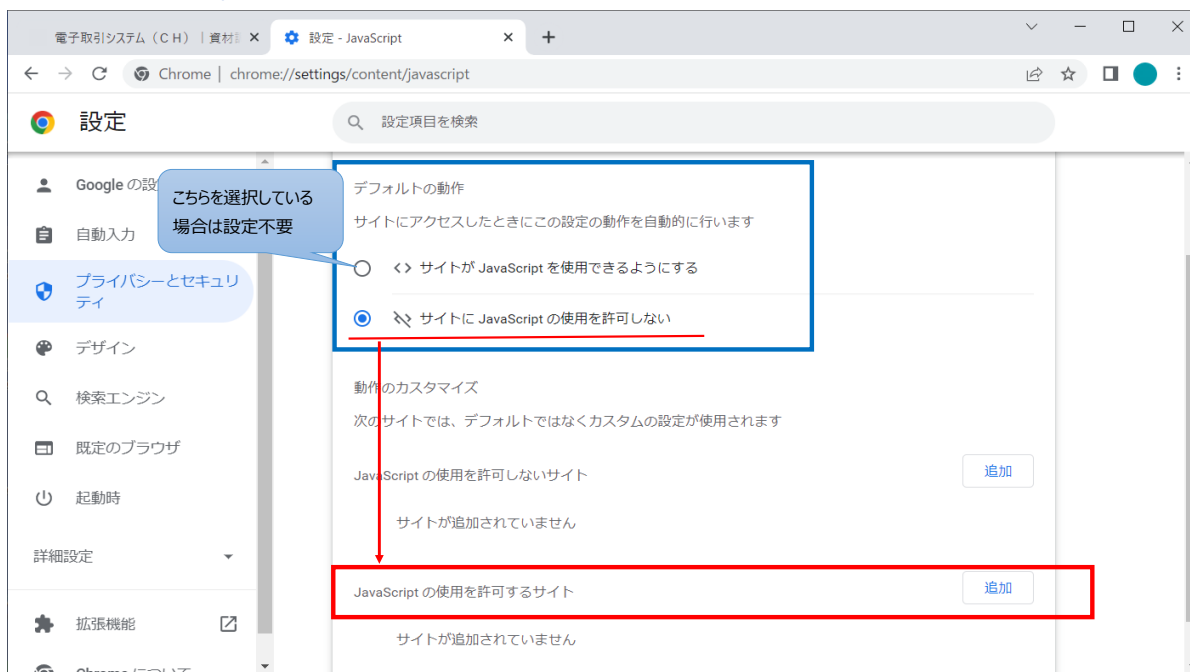 電子取引システム（ＣＨ）｜資材
設定 - JavaScript
Chrome | chrome://settings/content/javascript
設定
設定項目を検索
Google の設
自動入力
プライバシーとセキュリ
ティ
デザイン
検索エンジン
既定のブラウザ
起動時
詳細設定
拡張機能
Chrome について
こちらを選択している
場合は設定不要
デフォルトの動作
サイトにアクセスしたときにこの設定の動作を自動的に行います
<> サイトが JavaScript を使用できるようにする
サイトに JavaScript の使用を許可しない
動作のカスタマイズ
次のサイトでは、デフォルトではなくカスタムの設定が使用されます
JavaScript の使用を許可しないサイト
追加
サイトが追加されていません
JavaScript の使用を許可するサイト
追加
サイトが追加されていません